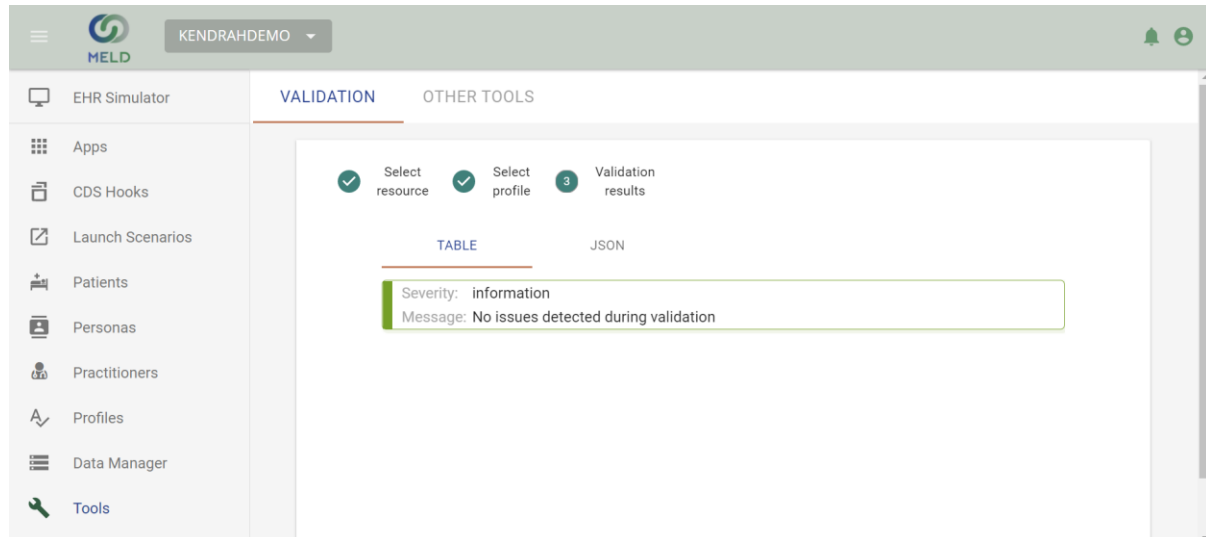 MELD
KENDRAHDEMO
EHR Simulator
Apps
CDS Hooks
Launch Scenarios
Patients
Personas
Practitioners
Profiles
Data Manager
Tools
VALIDATION
OTHER TOOLS
Select
resource
Select
profile
3
Validation
results
TABLE
JSON
Severity: information
Message: No issues detected during validation